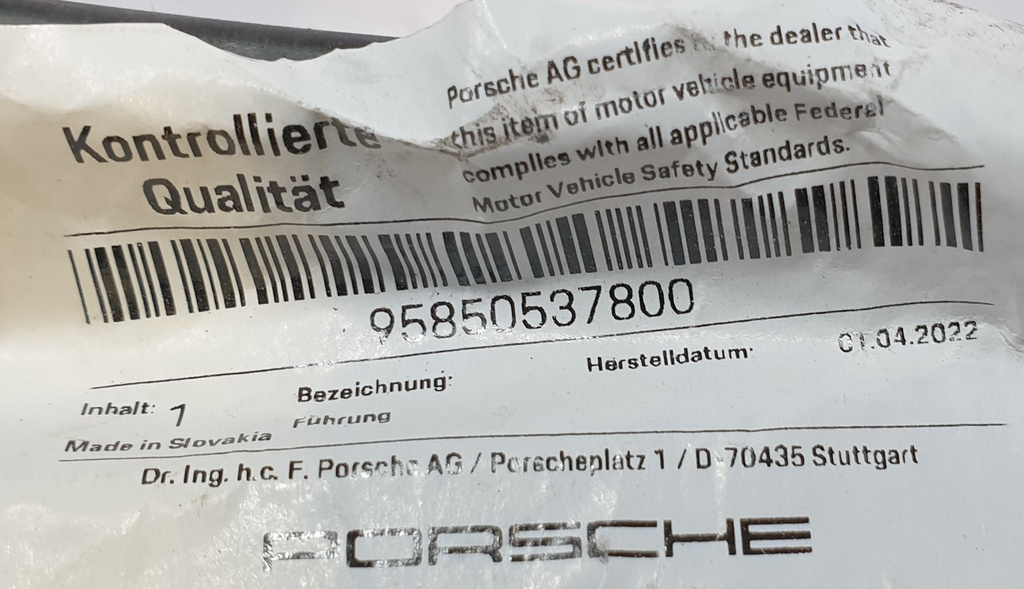 Kontrollierte
Qualität
Porsche AG certifies the dealer that
this item of motor vehicle equipment
complies with all applicable Federal
Motor Vehicle Safety Standards.
95850537800
Inhalt: 1
Bezeichnung:
Führung
Herstelldatum:
01.04.2022
Made in Slovakia
Dr. Ing. h.c. F. Porsche AG / Porscheplatz 1 / D-70435 Stuttgart
PORSCHE